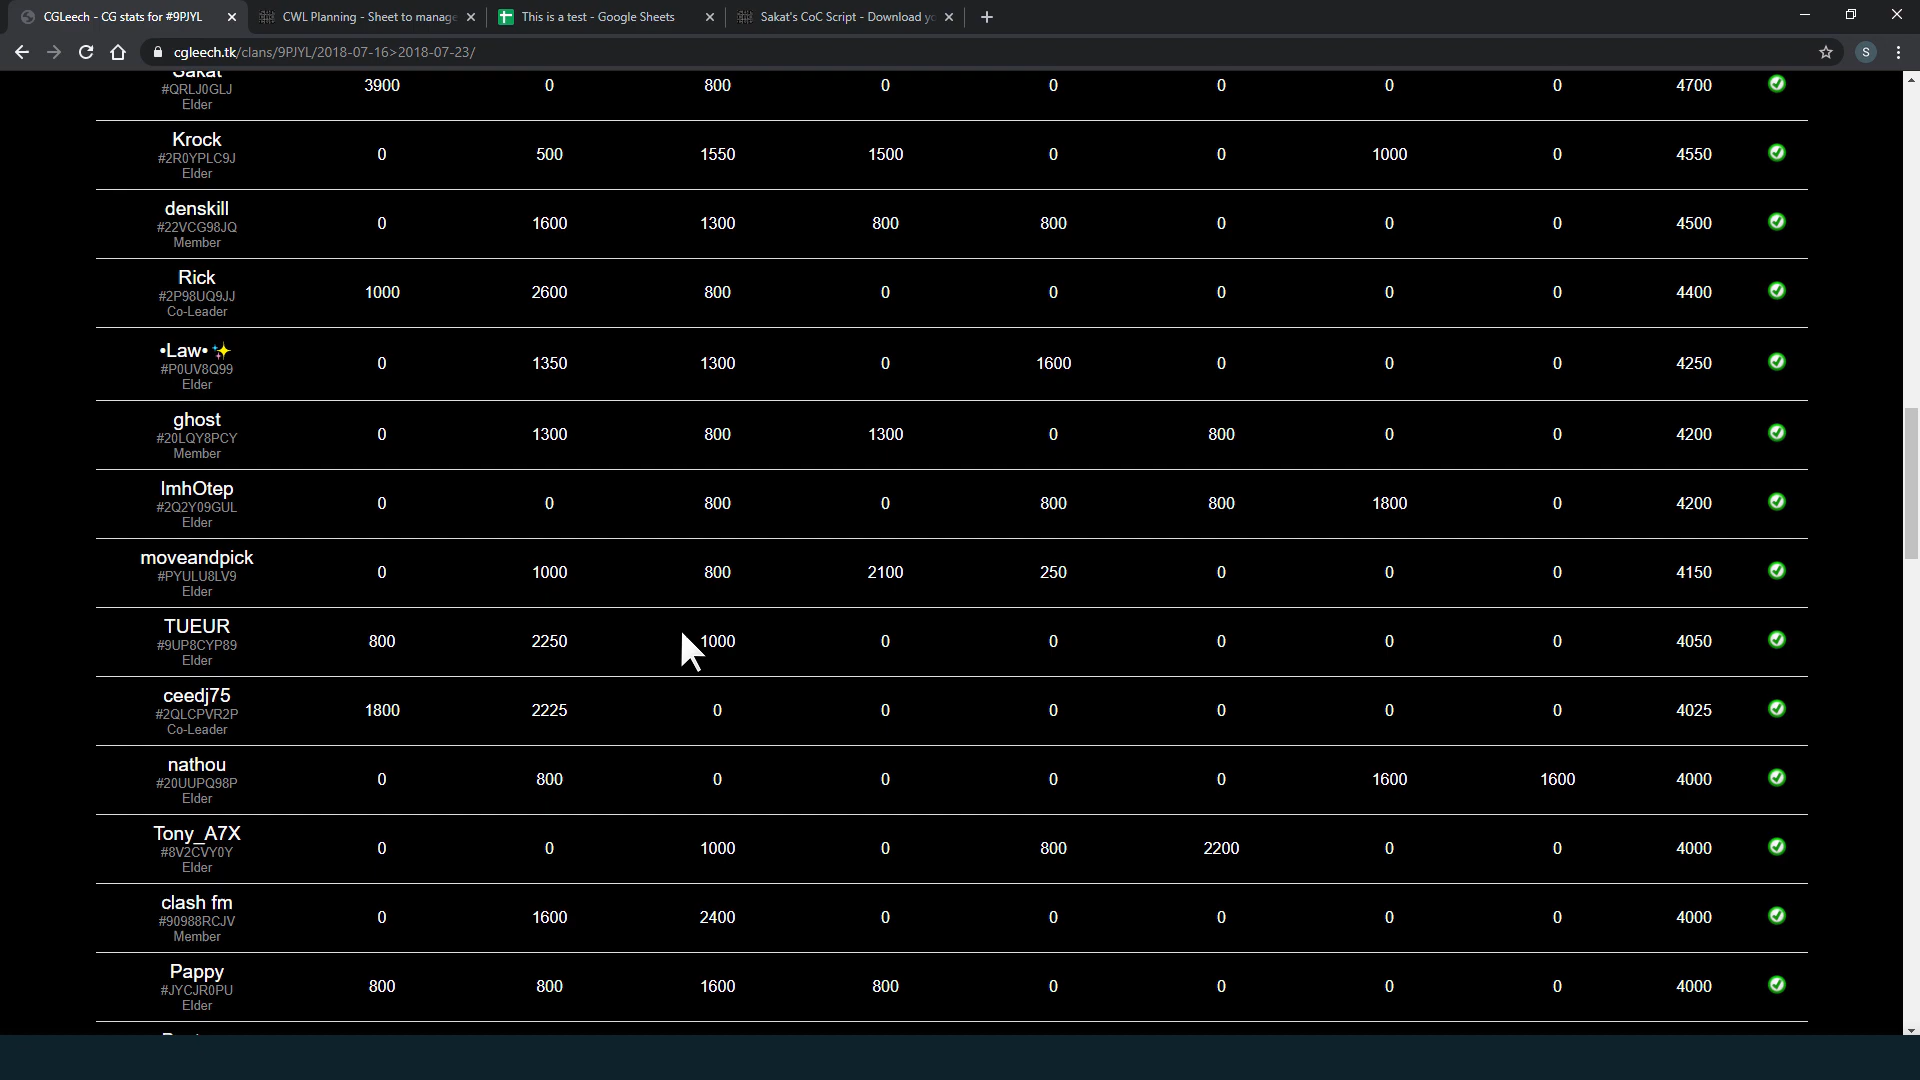 CGLeech - CG stats for #9PJYL
CWL Planning - Sheet to manage
This is a test - Google Sheets
Sakat's CoC Script - Download yo
cgleech.tk/clans/9PJYL/2018-07-16>2018-07-23/
S
Sakat
#QRLJ0GLJ
Elder
3900 0 800 0 0 0 0 0 4700
Krock
#2R0YPLC9J
Elder
0 500 1550 1500 0 0 1000 0 4550
denskill
#22VCG98JQ
Member
0 1600 1300 800 800 0 0 0 4500
Rick
#2P98UQ9JJ
Co-Leader
1000 2600 800 0 0 0 0 0 4400
•Law•✨
#P0UV8Q99
Elder
0 1350 1300 0 1600 0 0 0 4250
ghost
#20LQY8PCY
Member
0 1300 800 1300 0 800 0 0 4200
ImhOtep
#2Q2Y09GUL
Elder
0 0 800 0 800 800 1800 0 4200
moveandpick
#PYULU8LV9
Elder
0 1000 800 2100 250 0 0 0 4150
TUEUR
#9UP8CYP89
Elder
800 2250 1000 0 0 0 0 0 4050
ceedj75
#2QLCPVR2P
Co-Leader
1800 2225 0 0 0 0 0 0 4025
nathou
#20UUPQ98P
Elder
0 800 0 0 0 0 1600 1600 4000
Tony_A7X
#8V2CVY0Y
Elder
0 0 1000 0 800 2200 0 0 4000
clash fm
#90988RCJV
Member
0 1600 2400 0 0 0 0 0 4000
Pappy
#JYCJR0PU
Elder
800 800 1600 800 0 0 0 0 4000